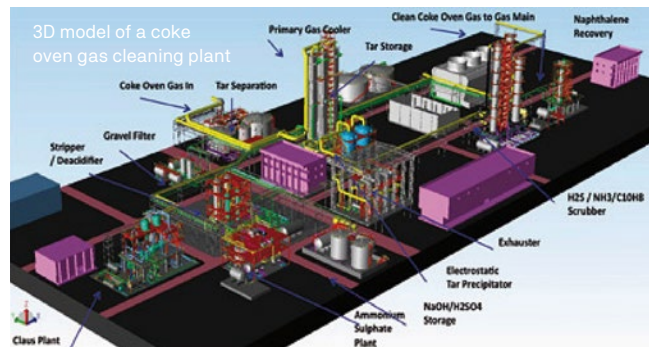 3D model of a coke
oven gas cleaning plant
Primary Gas Cooler
Clean Coke Oven Gas to Gas Main
Naphthalene
Recovery
Tar Storage
Coke Oven Gas In
Tar Separation
Gravel Filter
Stripper
/ Deacidifier
H2S / NH3/C10H8
Scrubber
Exhauster
Electrostatic
Tar Precipitator
NaOH/H2SO4
Storage
Ammonium
Sulphate
Plant
Claus Plant